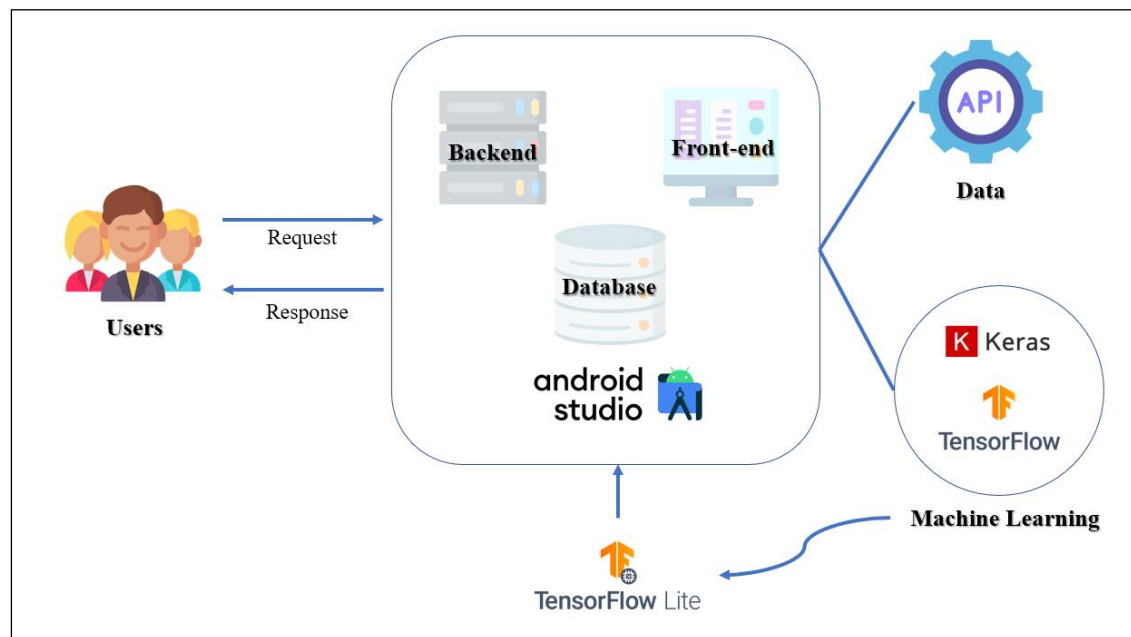 API
Data
Backend
Front-end
Request
Users
Response
Database
android
studio
K Keras
TensorFlow
Machine Learning
TensorFlow Lite